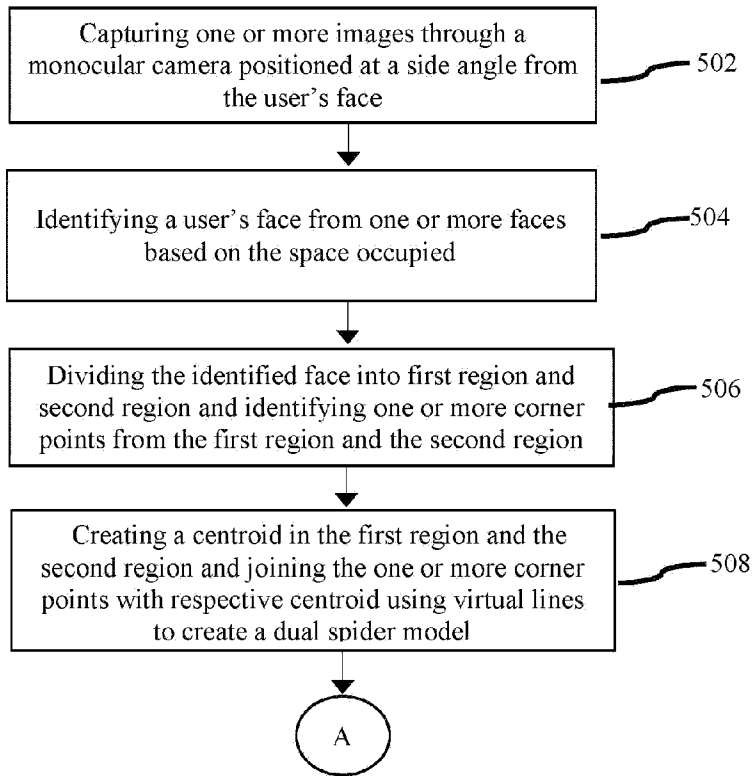 Capturing one or more images through a
monocular camera positioned at a side angle from
the user's face
502
Identifying a user's face from one or more faces
based on the space occupied
504
Dividing the identified face into first region and
second region and identifying one or more corner
points from the first region and the second region
506
Creating a centroid in the first region and the
second region and joining the one or more corner
points with respective centroid using virtual lines
to create a dual spider model
508
A